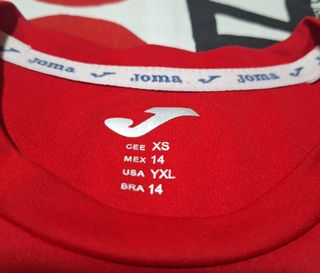 Joma Joma Joma
CEE XS
MEX 14
USA YXL
BRA 14